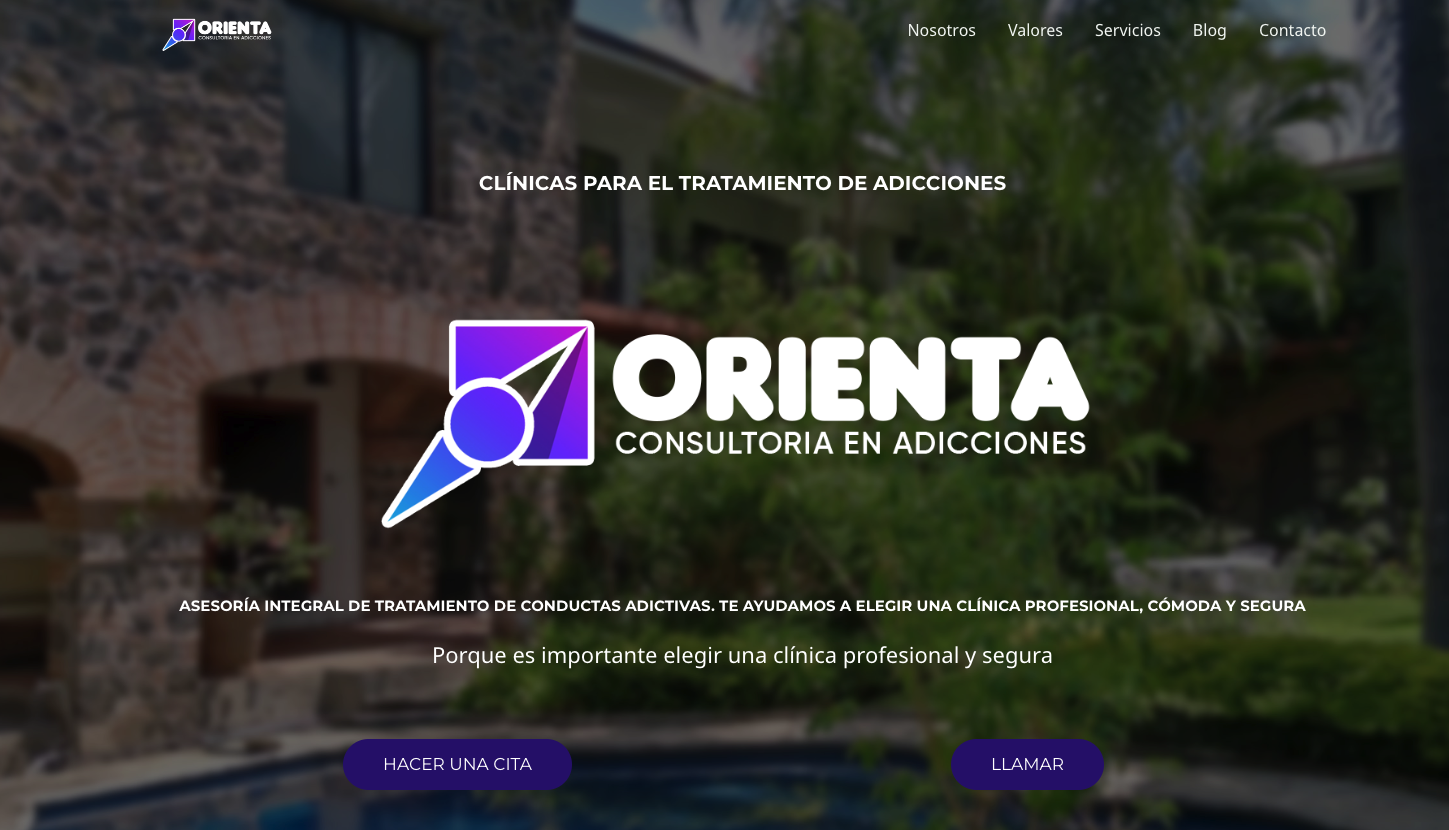 ORIENTA
CONSULTORIA EN ADICCIONES
Nosotros Valores Servicios Blog Contacto
CLÍNICAS PARA EL TRATAMIENTO DE ADICCIONES
ORIENTA
CONSULTORIA EN ADICCIONES
ASESORÍA INTEGRAL DE TRATAMIENTO DE CONDUCTAS ADICTIVAS. TE AYUDAMOS A ELEGIR UNA CLÍNICA PROFESIONAL, CÓMODA Y SEGURA
Porque es importante elegir una clínica profesional y segura
HACER UNA CITA LLAMAR